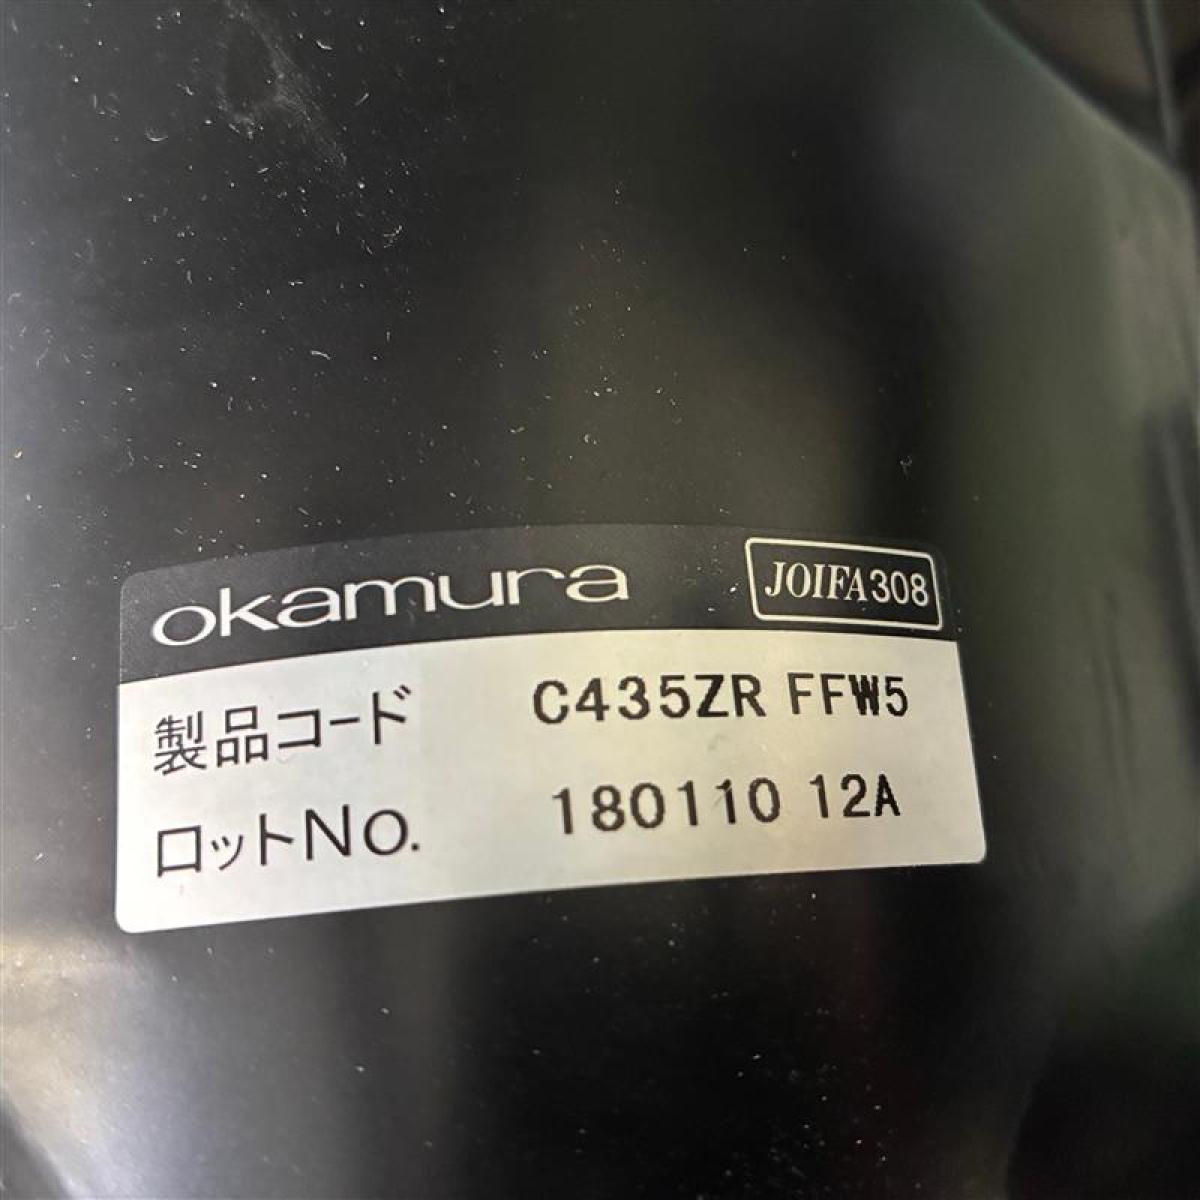 okamura JOIFA308
製品コード C435ZR FFW5
ロットNo. 180110 12A